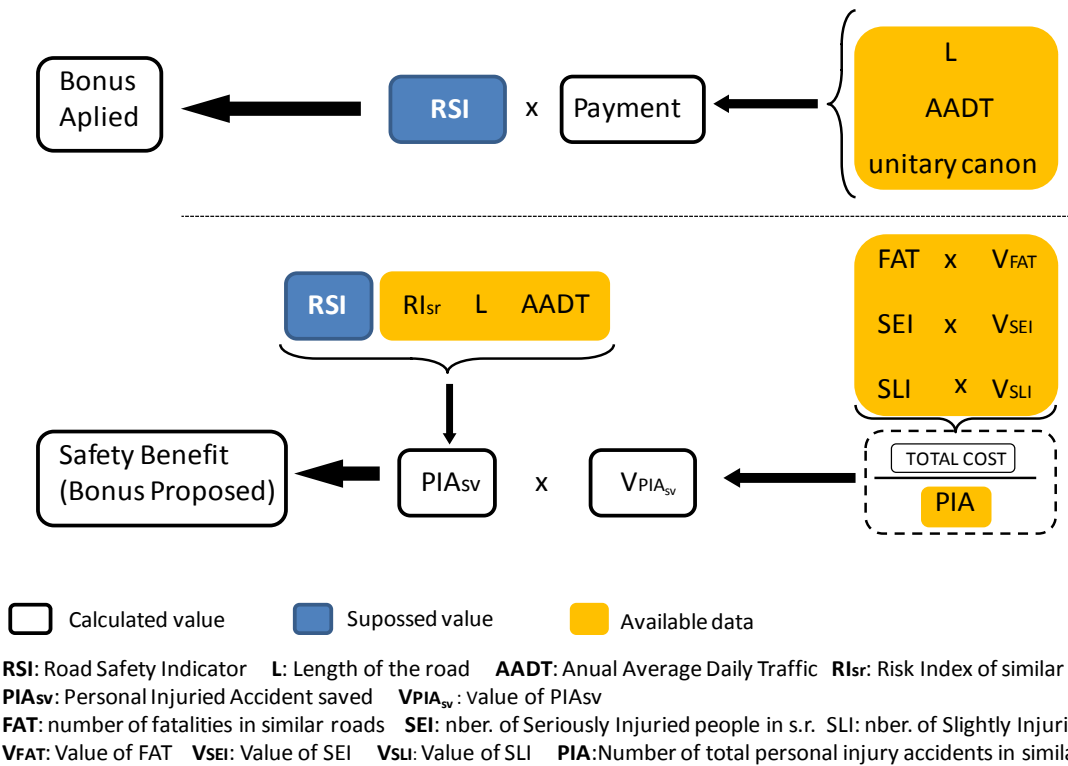 Bonus
Aplied
RSI x Payment
L
AADT
unitary canon
RSI RIsr L AADT
FAT x VFAT
SEI x VSEI
SLI x VSLI
Safety Benefit
(Bonus Proposed)
PIAsv x VPIAsv
TOTAL COST
PIA
Calculated value Supossed value Available data
RSI: Road Safety Indicator L: Length of the road AADT: Anual Average Daily Traffic RIsr: Risk Index of similar
PIAsv: Personal Injuried Accident saved VPIAsv : value of PIAsv
FAT: number of fatalities in similar roads SEI: nber. of Seriously Injuried people in s.r. SLI: nber. of Slightly Injuri
VFAT: Value of FAT VSEI: Value of SEI VSLI: Value of SLI PIA:Number of total personal injury accidents in simila